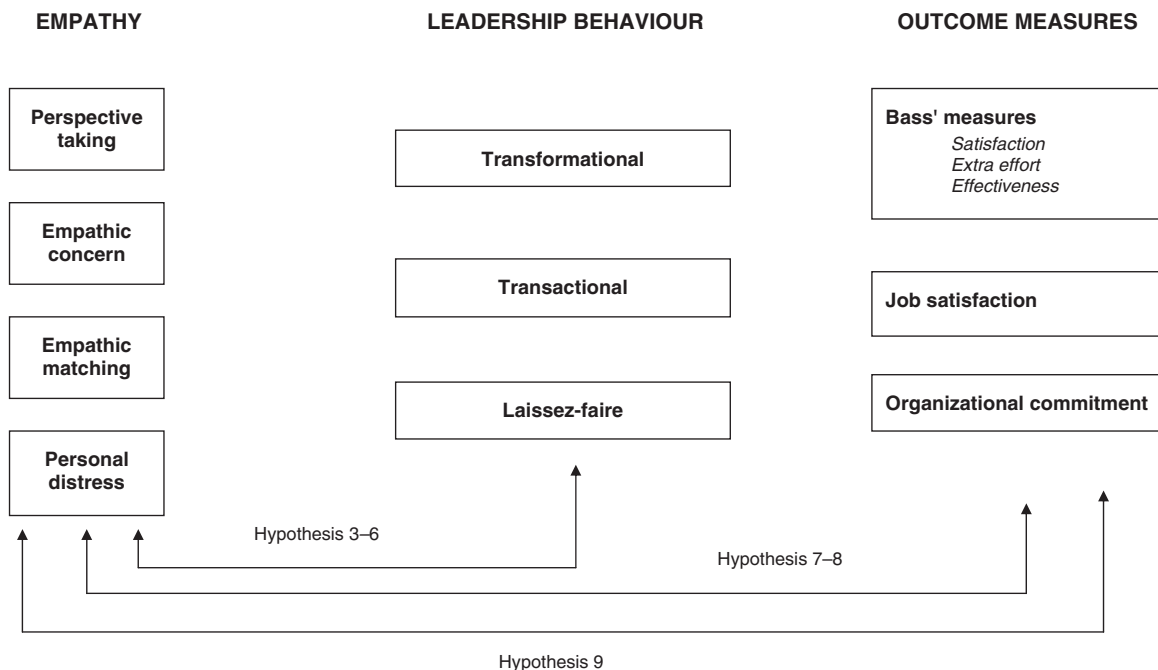 EMPATHY
Perspective
taking
Empathic
concern
Empathic
matching
Personal
distress
LEADERSHIP BEHAVIOUR
Transformational
Transactional
Laissez-faire
OUTCOME MEASURES
Bass' measures
Satisfaction
Extra effort
Effectiveness
Job satisfaction
Organizational commitment
Hypothesis 3–6
Hypothesis 7–8
Hypothesis 9